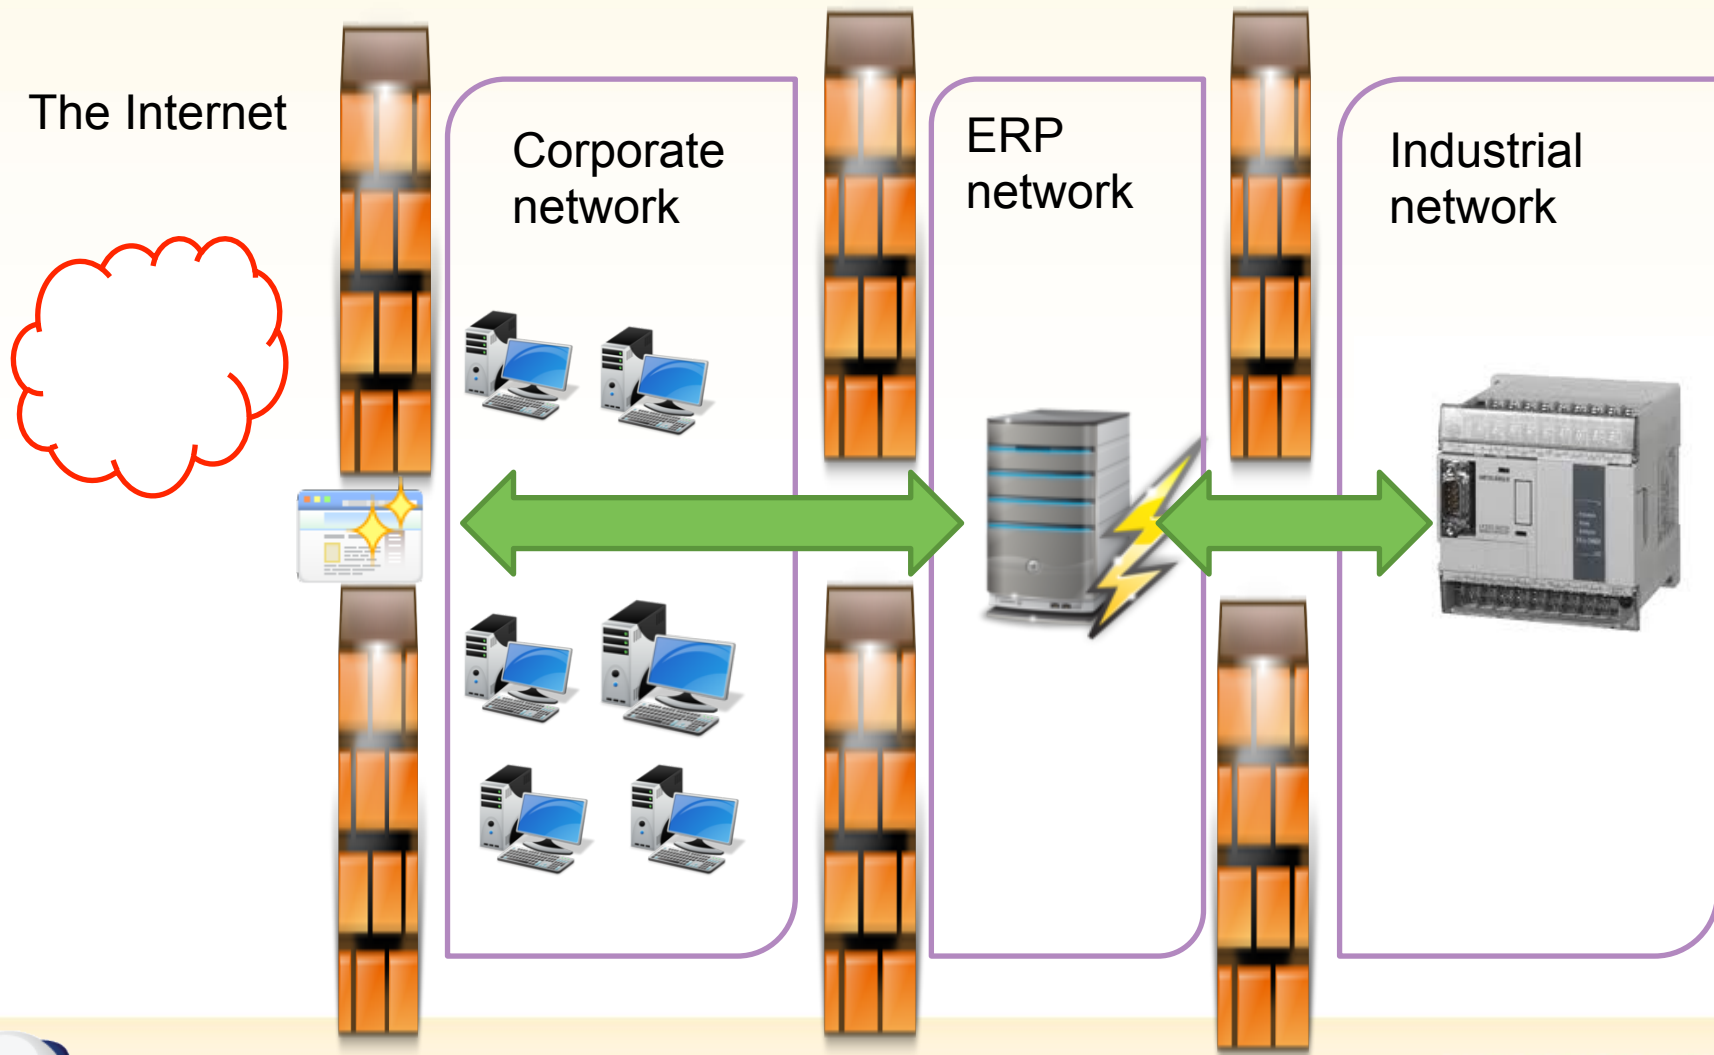 The Internet
Corporate
network
ERP
network
Industrial
network